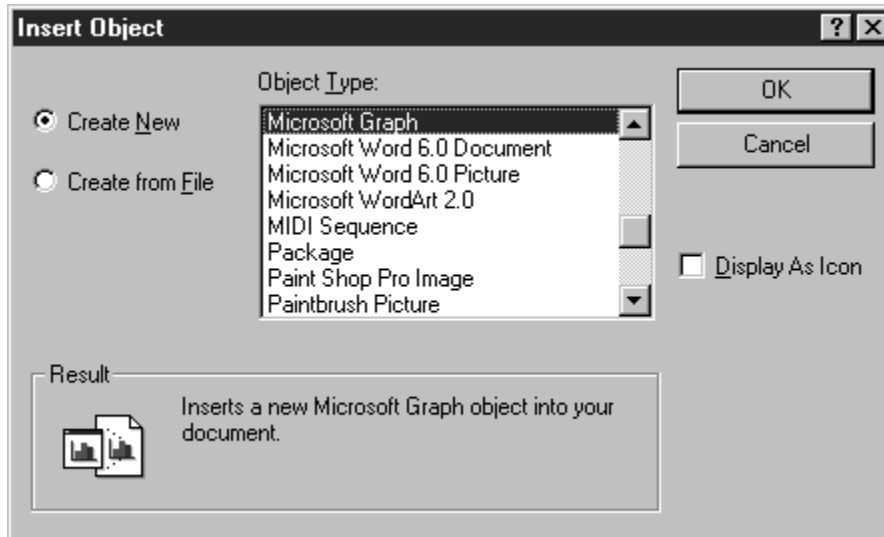 Insert Object
Object Type:
Create New
Create from File
Microsoft Graph
Microsoft Word 6.0 Document
Microsoft Word 6.0 Picture
Microsoft WordArt 2.0
MIDI Sequence
Package
Paint Shop Pro Image
Paintbrush Picture
OK
Cancel
Display As Icon
Result
Inserts a new Microsoft Graph object into your
document.